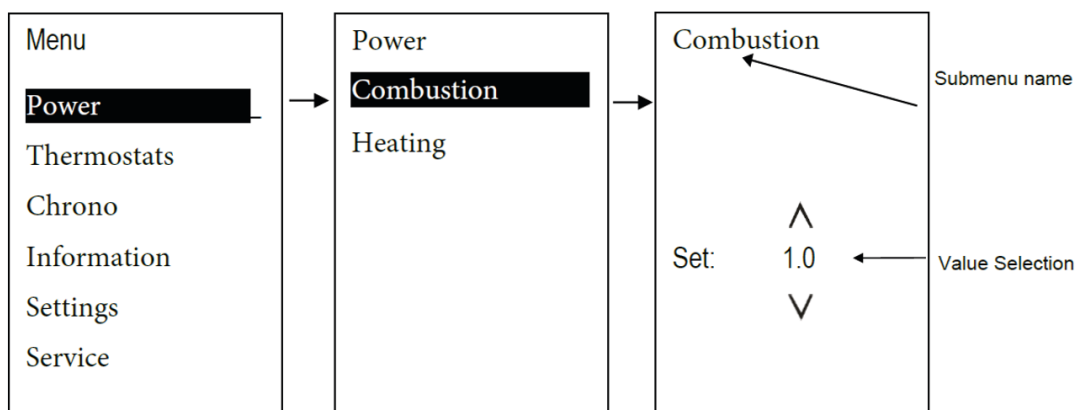 Menu
Power
Thermostats
Chrono
Information
Settings
Service
Power
Combustion
Heating
Combustion
Set: 1.0
Submenu name
Value Selection